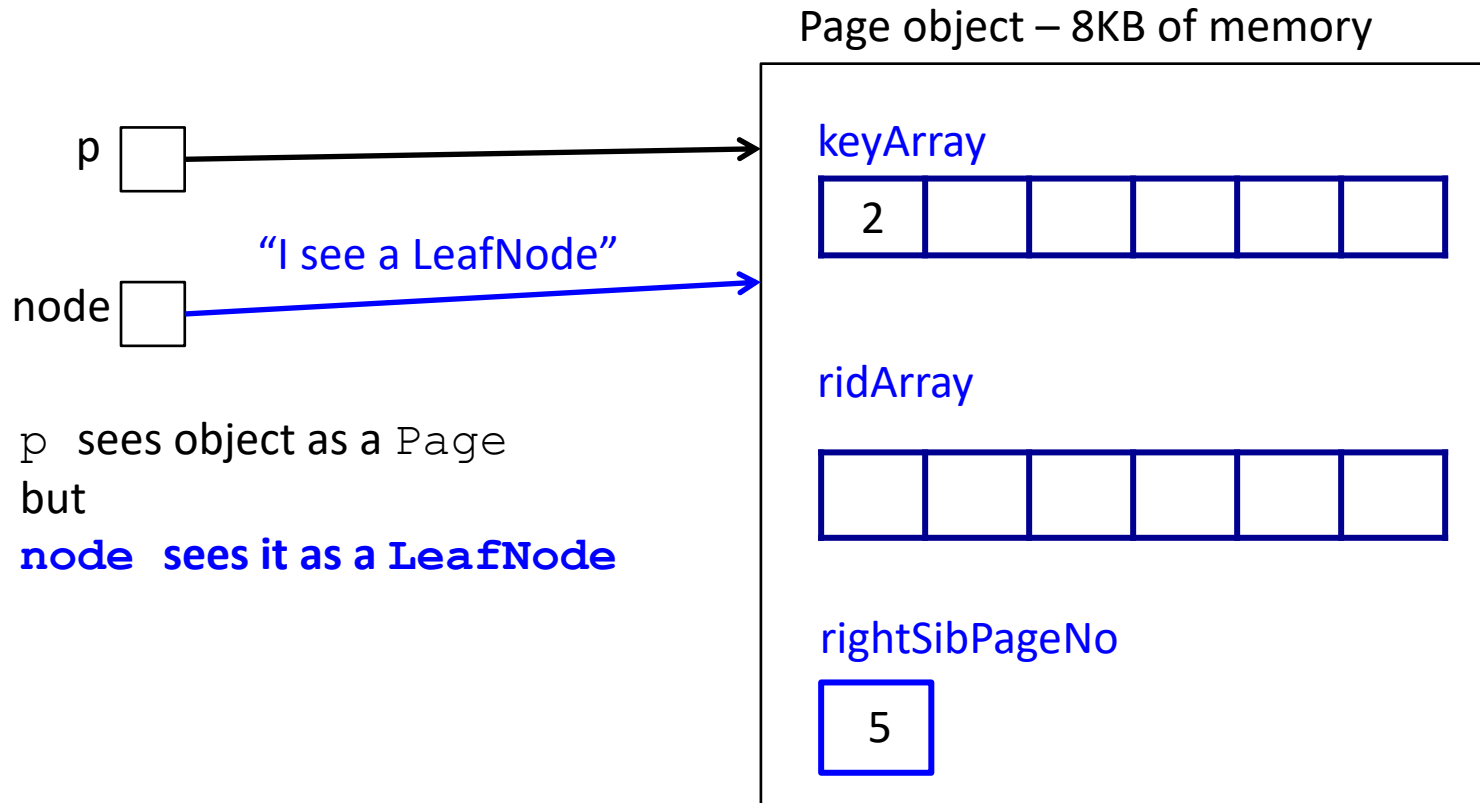 Page object – 8KB of memory
p
keyArray
2
“I see a LeafNode”
node
ridArray
p sees object as a Page
but
node sees it as a LeafNode
rightSibPageNo
5